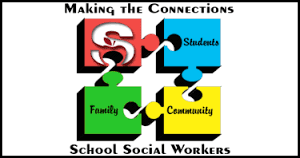 Making the Connections
Students
Family
Community
School Social Workers